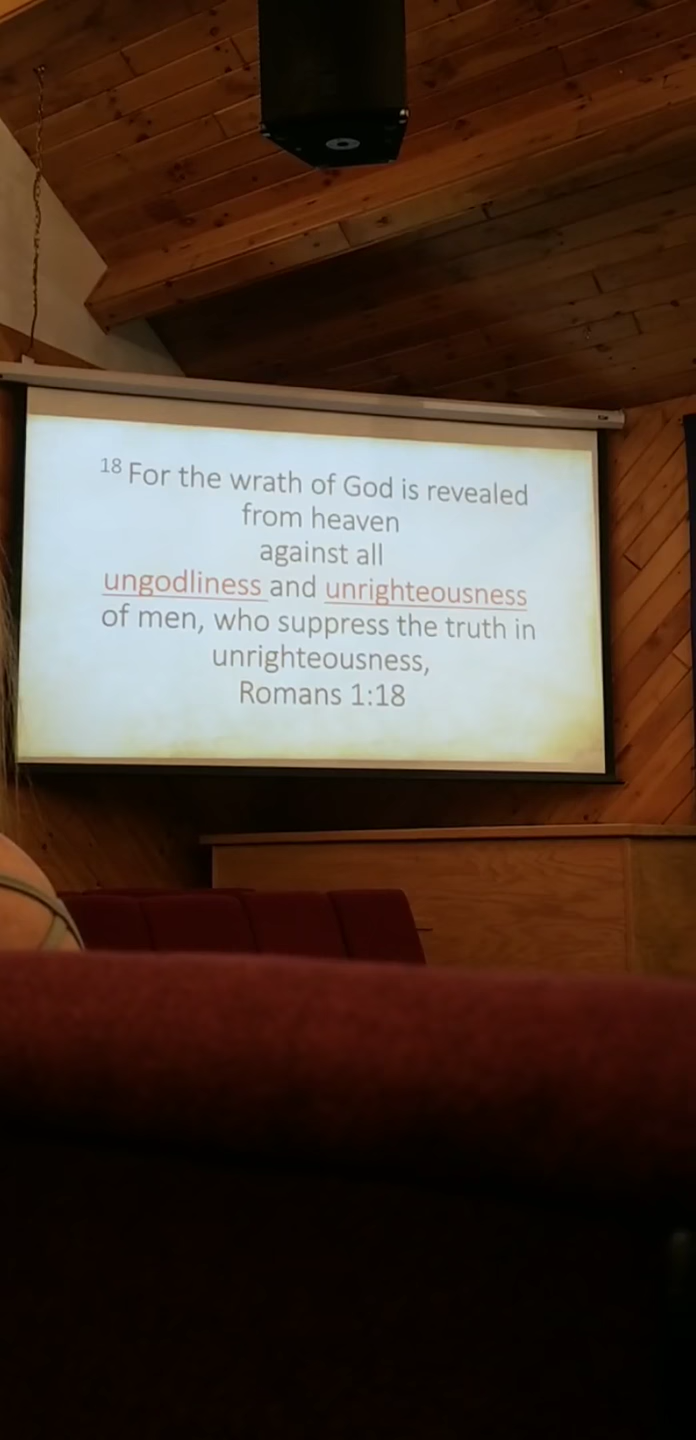 18 For the wrath of God is revealed
from heaven
against all
ungodliness and unrighteousness
of men, who suppress the truth in
unrighteousness,
Romans 1:18